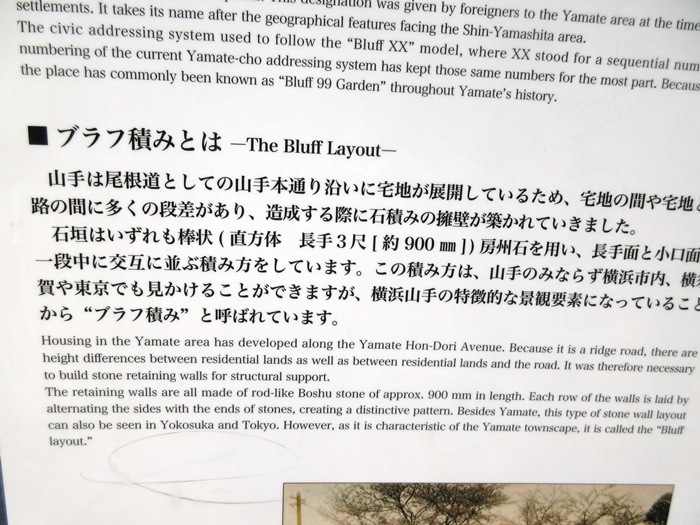 designation was given by foreigners to the Yamate area at the time
settlements. It takes its name after the geographical features facing the Shin-Yamashita area.
The civic addressing system used to follow the “Bluff XX” model, where XX stood for a sequential num
numbering of the current Yamate-cho addressing system has kept those same numbers for the most part. Becaus
the place has commonly been known as “Bluff 99 Garden” throughout Yamate’s history.
■ ブラフ積みとは —The Bluff Layout—
山手は尾根道としての山手本通り沿いに宅地が展開しているため、宅地の間や宅地と
路の間に多くの段差があり、造成する際に石積みの擁壁が築かれていきました。
石垣はいずれも棒状 ( 直方体 長手３尺 [ 約 900 ㎜ ]) 房州石を用い、長手面と小口面
一段中に交互に並ぶ積み方をしています。この積み方は、山手のみならず横浜市内、横須
賀や東京でも見かけることができますが、横浜山手の特徴的な景観要素になっていること
から “ブラフ積み” と呼ばれています。
Housing in the Yamate area has developed along the Yamate Hon-Dori Avenue. Because it is a ridge road, there are
height differences between residential lands as well as between residential lands and the road. It was therefore necessary
to build stone retaining walls for structural support.
The retaining walls are all made of rod-like Boshu stone of approx. 900 mm in length. Each row of the walls is laid by
alternating the sides with the ends of stones, creating a distinctive pattern. Besides Yamate, this type of stone wall layout
can also be seen in Yokosuka and Tokyo. However, as it is characteristic of the Yamate townscape, it is called the “Bluff
layout.”